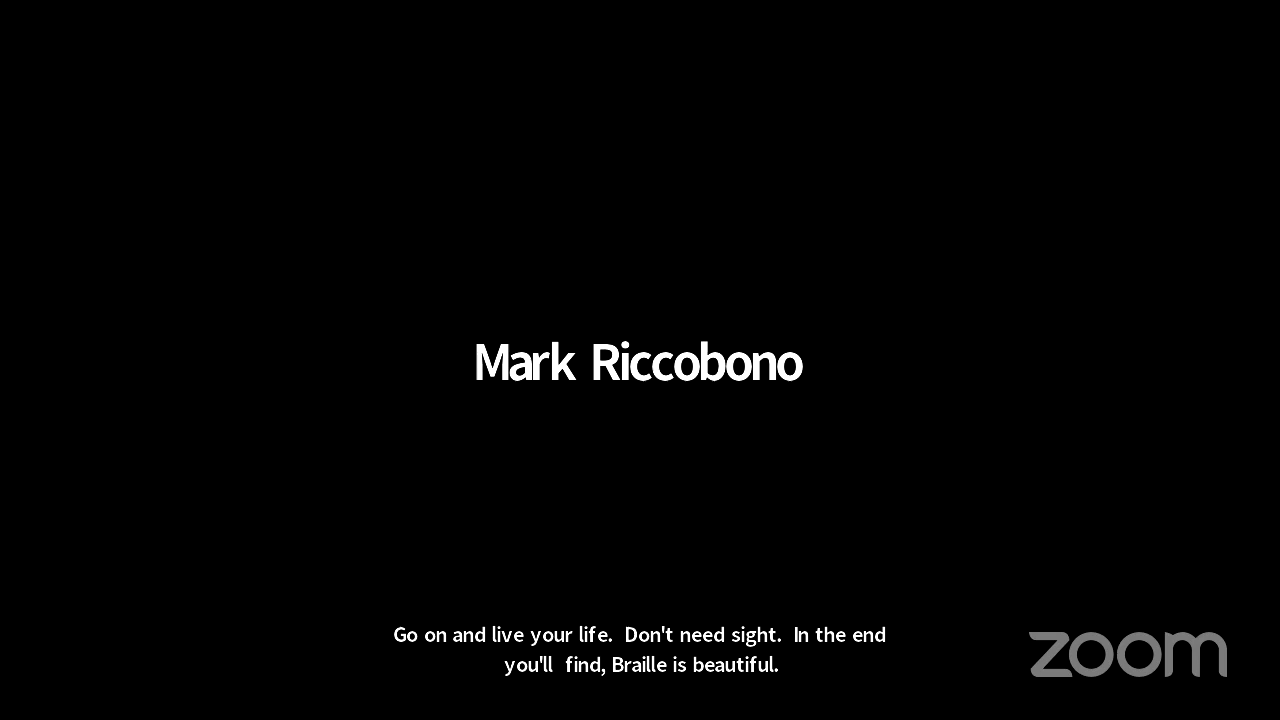 Mark Riccobono
Go on and live your life.  Don't need sight.  In the end
you'll  find, Braille is beautiful.
zoom